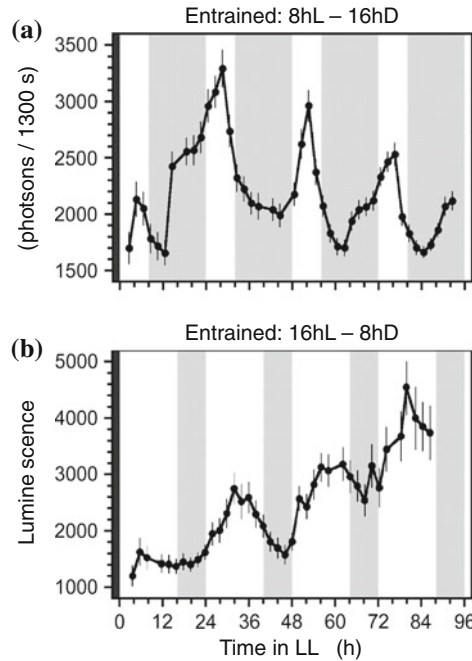 (a)
Entrained: 8hL – 16hD
(photsons / 1300 s)
3500
3000
2500
2000
1500
(b)
Entrained: 16hL – 8hD
Lumine scence
5000
4000
3000
2000
1000
0 12 24 36 48 60 72 84 96
Time in LL (h)